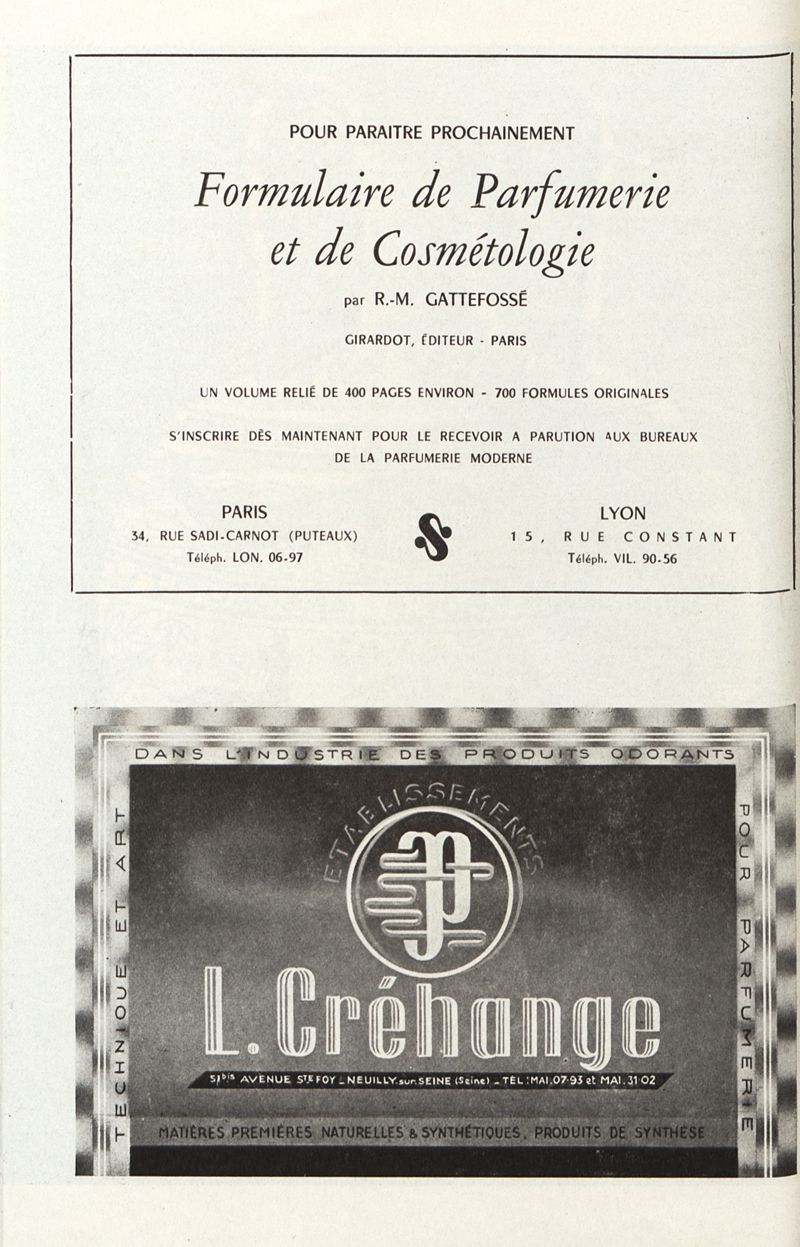 POUR PARAITRE PROCHAINEMENT
Formulaire de Parfumerie
et de Cosmétologie
par R.-M. GATTEFOSSÉ
GIRARDOT, ÉDITEUR - PARIS
UN VOLUME RELIÉ DE 400 PAGES ENVIRON - 700 FORMULES ORIGINALES
S'INSCRIRE DÈS MAINTENANT POUR LE RECEVOIR A PARUTION AUX BUREAUX
DE LA PARFUMERIE MODERNE
PARIS
34, RUE SADI-CARNOT (PUTEAUX)
Téléph. LON. 06-97
LYON
15, RUE CONSTANT
Téléph. VIL. 90-56
TECHNIQUE ET ART
DANS L'INDUSTRIE DES PRODUITS ODORANTS
POUR PARFUMERIE
ETABLISSEMENTS
L. Créhange
51bis AVENUE STE FOY - NEUILLY sur SEINE (Seine) - TÉL: MAI.07-93 et MAI.31 02
MATIÈRES PREMIÈRES NATURELLES & SYNTHÉTIQUES, PRODUITS DE SYNTHÈSE